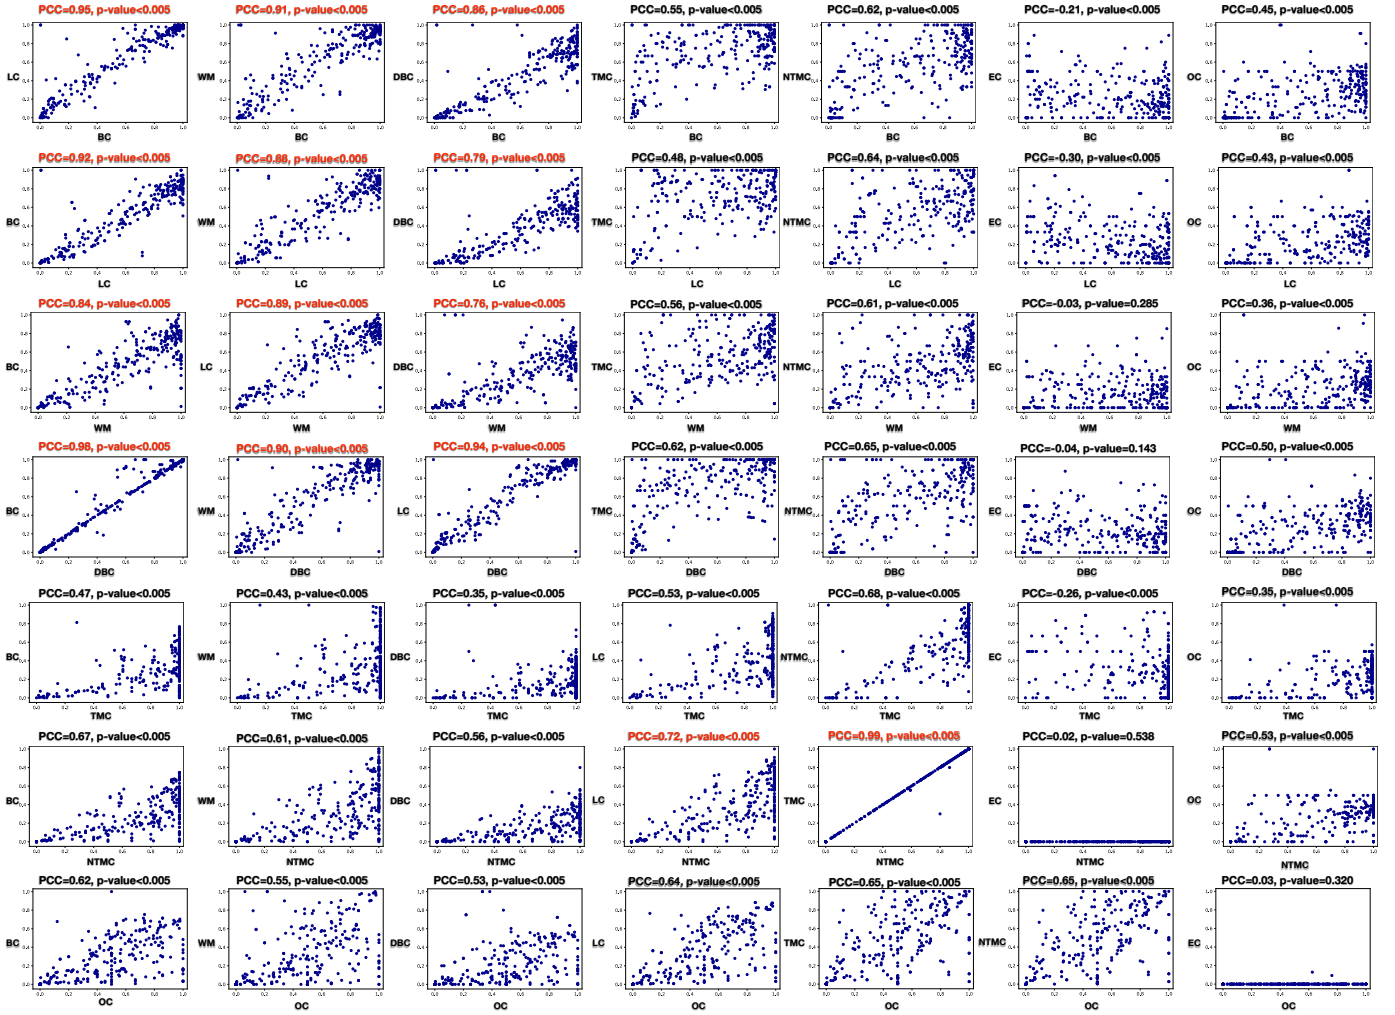 PCC=0.95, p-value<0.005 PCC=0.91, p-value<0.005 PCC=0.86, p-value<0.005 PCC=0.55, p-value<0.005 PCC=0.62, p-value<0.005 PCC=-0.21, p-value<0.005 PCC=0.45, p-value<0.005
LC WM DBC TMC NTMC EC OC
BC BC BC BC BC BC BC
PCC=0.92, p-value<0.005 PCC=0.88, p-value<0.005 PCC=0.79, p-value<0.005 PCC=0.48, p-value<0.005 PCC=0.64, p-value<0.005 PCC=-0.30, p-value<0.005 PCC=0.43, p-value<0.005
BC WM DBC TMC NTMC EC OC
LC LC LC LC LC LC LC
PCC=0.84, p-value<0.005 PCC=0.89, p-value<0.005 PCC=0.76, p-value<0.005 PCC=0.56, p-value<0.005 PCC=0.61, p-value<0.005 PCC=-0.03, p-value=0.285 PCC=0.36, p-value<0.005
BC LC DBC TMC NTMC EC OC
WM WM WM WM WM WM WM
PCC=0.98, p-value<0.005 PCC=0.90, p-value<0.005 PCC=0.94, p-value<0.005 PCC=0.62, p-value<0.005 PCC=0.65, p-value<0.005 PCC=-0.04, p-value=0.143 PCC=0.50, p-value<0.005
BC WM LC TMC NTMC EC OC
DBC DBC DBC DBC DBC DBC DBC
PCC=0.47, p-value<0.005 PCC=0.43, p-value<0.005 PCC=0.35, p-value<0.005 PCC=0.53, p-value<0.005 PCC=0.68, p-value<0.005 PCC=-0.26, p-value<0.005 PCC=0.35, p-value<0.005
BC WM DBC LC NTMC EC OC
TMC TMC TMC TMC TMC TMC TMC
PCC=0.67, p-value<0.005 PCC=0.61, p-value<0.005 PCC=0.56, p-value<0.005 PCC=0.72, p-value<0.005 PCC=0.99, p-value<0.005 PCC=0.02, p-value=0.538 PCC=0.53, p-value<0.005
BC WM DBC LC TMC EC OC
NTMC NTMC NTMC NTMC NTMC NTMC NTMC
PCC=0.62, p-value<0.005 PCC=0.55, p-value<0.005 PCC=0.53, p-value<0.005 PCC=0.64, p-value<0.005 PCC=0.65, p-value<0.005 PCC=0.65, p-value<0.005 PCC=0.03, p-value=0.320
BC WM DBC LC TMC NTMC EC
OC OC OC OC OC OC OC